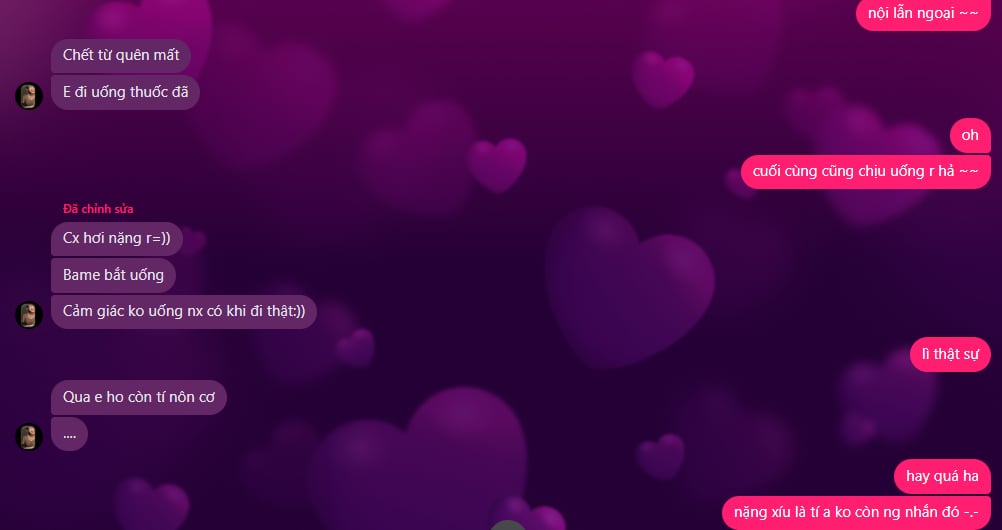 nội lẫn ngoại ~~
Chết từ quên mất
E đi uống thuốc đã
oh
cuối cùng cũng chịu uống r hả ~~
Đã chỉnh sửa
Cx hơi nặng r=))
Bame bắt uống
Cảm giác ko uống nx có khi đi thật:))
lì thật sự
Qua e ho còn tí nôn cơ
....
hay quá ha
nặng xíu là tí a ko còn ng nhắn đó -.-